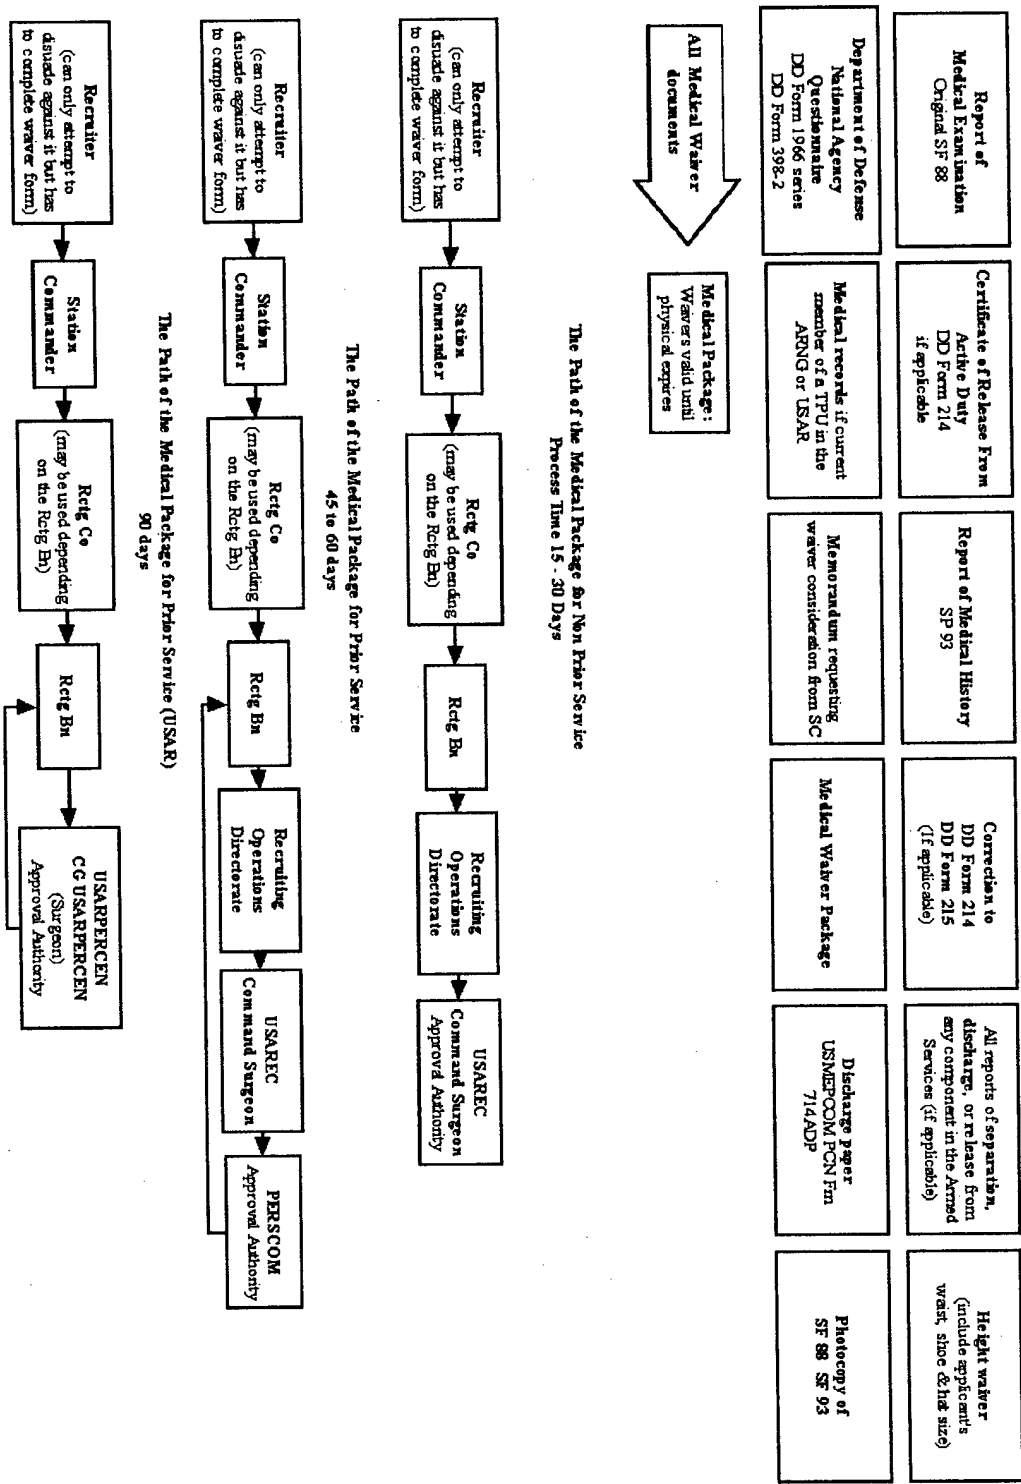 Report of
Medical Examination
Original SF 88
Certificate of Release From
Active Duty
DD Form 214
if applicable
Report of Medical History
SP 93
Correction to
DD Form 214
DD Form 215
(If applicable)
All reports of separation,
discharge, or release from
any component in the Armed
Services (if applicable)
Height waiver
(include applicant's
waist, shoe & hat size)
Department of Defense
National Agency
Questionnaire
DD Form 1966 series
DD Form 398-2
Medical records if current
member of a TPU in the
ARNG or USAR
Memorandum requesting
waiver consideration from SC
Medical Waiver Package
Discharge paper
USMEPCOM PCN Fm
714ADP
Photocopy of
SF 88 SF 93
All Medical Waiver
documents
Medical Package:
Waivers valid until
physical expires
The Path of the Medical Package for Non Prior Service
Process Time 15 - 30 Days
Recruiter
(can only attempt to
disuade against it but has
to complete waiver form)
Station
Commander
Rctg Co
(may be used depending
on the Rctg Bn)
Rctg Bn
Recruiting
Operations
Directorate
USAREC
Command Surgeon
Approval Authority
The Path of the Medical Package for Prior Service
45 to 60 days
Recruiter
(can only attempt to
disuade against it but has
to complete waiver form)
Station
Commander
Rctg Co
(may be used depending
on the Rctg Bn)
Rctg Bn
Recruiting
Operations
Directorate
USAREC
Command Surgeon
PERSCOM
Approval Authority
The Path of the Medical Package for Prior Service (USAR)
90 days
Recruiter
(can only attempt to
disuade against it but has
to complete waiver form)
Station
Commander
Rctg Co
(may be used depending
on the Rctg Bn)
Rctg Bn
USARPERCEN
CG USARPERCEN
(Surgeon)
Approval Authority